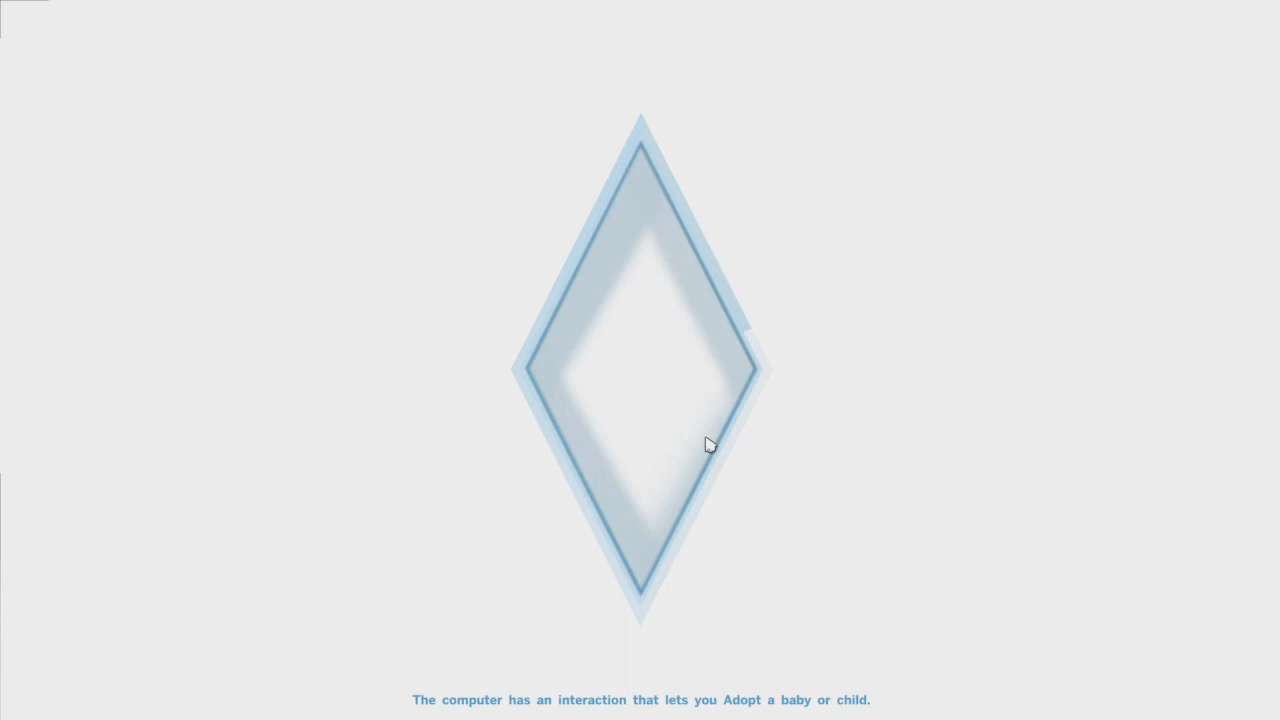 The computer has an interaction that lets you Adopt a baby or child.